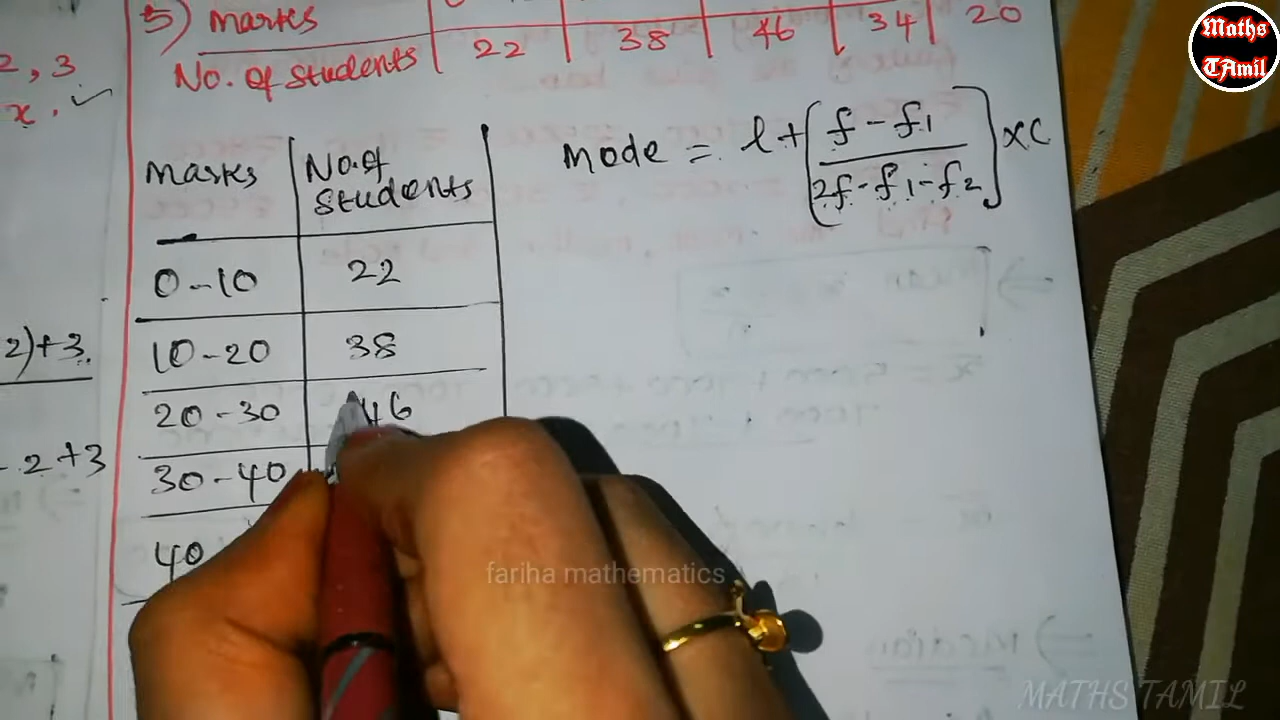 5) Marks
No. of students | 22 | 38 | 46 | 34 | 20
2, 3
x.
Marks | No. of students
0-10 | 22
10-20 | 38
20-30 | 46
30-40
40
Mode = l + [f - f1 / 2f - f1 - f2] × c
2) + 3.
- 2 + 3
Maths
TAmil
fariha mathematics
MATHS TAMIL